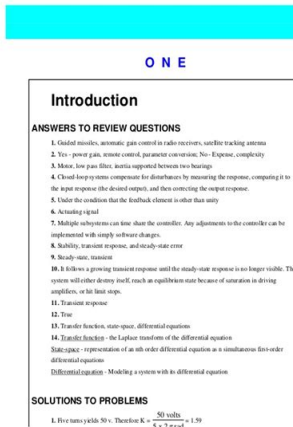 O N E
Introduction
ANSWERS TO REVIEW QUESTIONS
1. Guided missiles, automatic gain control in radio receivers, satellite tracking antenna
2. Yes - power gain, remote control, parameter conversion; No - Expense, complexity
3. Motor, low pass filter, inertia supported between two bearings
4. Closed-loop systems compensate for disturbances by measuring the response, comparing it to
the input response (the desired output), and then correcting the output response.
5. Under the condition that the feedback element is other than unity
6. Actuating signal
7. Multiple subsystems can time share the controller. Any adjustments to the controller can be
implemented with simply software changes.
8. Stability, transient response, and steady-state error
9. Steady-state, transient
10. It follows a growing transient response until the steady-state response is no longer visible. Th
system will either destroy itself, reach an equilibrium state because of saturation in driving
amplifiers, or hit limit stops.
11. Transient response
12. True
13. Transfer function, state-space, differential equations
14. Transfer function - the Laplace transform of the differential equation
State-space - representation of an nth order differential equation as n simultaneous first-order
differential equations
Differential equation - Modeling a system with its differential equation
SOLUTIONS TO PROBLEMS
50 volts
1. Five turns yields 50 v. Therefore K = = 1.59
5 x 2 π rad